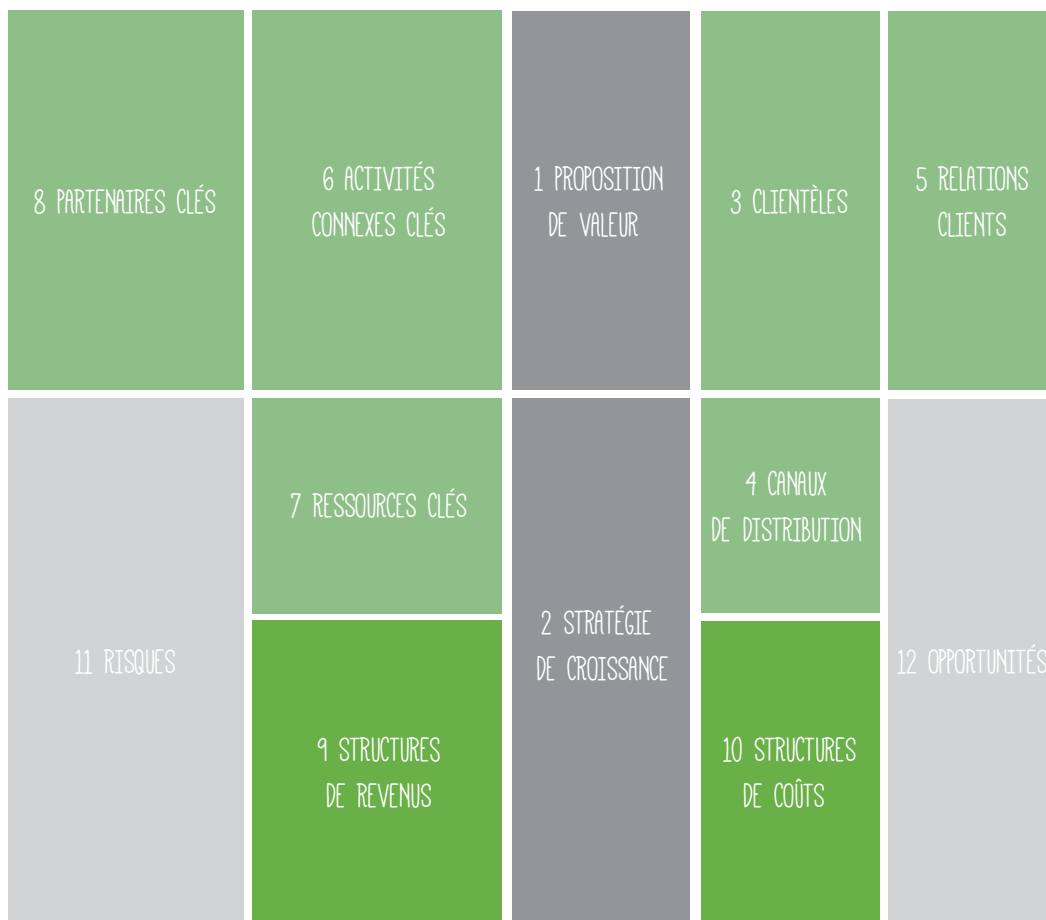 8 PARTENAIRES CLÉS
6 ACTIVITÉS
CONNEXES CLÉS
1 PROPOSITION
DE VALEUR
3 CLIENTÈLES
5 RELATIONS
CLIENTS
11 RISQUES
7 RESSOURCES CLÉS
9 STRUCTURES
DE REVENUS
2 STRATÉGIE
DE CROISSANCE
4 CANAUX
DE DISTRIBUTION
10 STRUCTURES
DE COÛTS
12 OPPORTUNITÉS